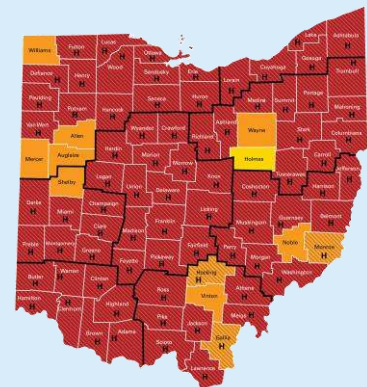 Williams
Fulton
H
Lucas
H
Ottawa
H
Lake
H
Ashtabula
H
Defiance
H
Henry
H
Wood
H
Sandusky
H
Erie
H
Lorain
H
Cuyahoga
H
Geauga
H
Trumbull
H
Paulding
H
Putnam
H
Hancock
H
Seneca
H
Huron
H
Medina
H
Summit
H
Portage
H
Mahoning
H
Van Wert
H
Allen
Wyandot
H
Crawford
H
Richland
H
Ashland
H
Wayne
Stark
H
Columbiana
H
Mercer
Auglaize
Hardin
H
Marion
H
Morrow
H
Holmes
Tuscarawas
H
Carroll
H
Jefferson
H
Shelby
Logan
H
Union
H
Delaware
H
Knox
H
Coshocton
H
Harrison
H
Darke
H
Miami
H
Champaign
H
Clark
H
Madison
H
Franklin
H
Licking
H
Muskingum
H
Guernsey
H
Belmont
H
Preble
H
Montgomery
H
Greene
H
Fayette
H
Pickaway
H
Fairfield
H
Perry
H
Morgan
H
Noble
Monroe
Butler
H
Warren
H
Clinton
H
Ross
H
Hocking
Athens
H
Washington
H
Hamilton
H
Clermont
H
Highland
H
Pike
H
Vinton
Meigs
H
Brown
H
Adams
H
Scioto
H
Jackson
H
Gallia
Lawrence
H